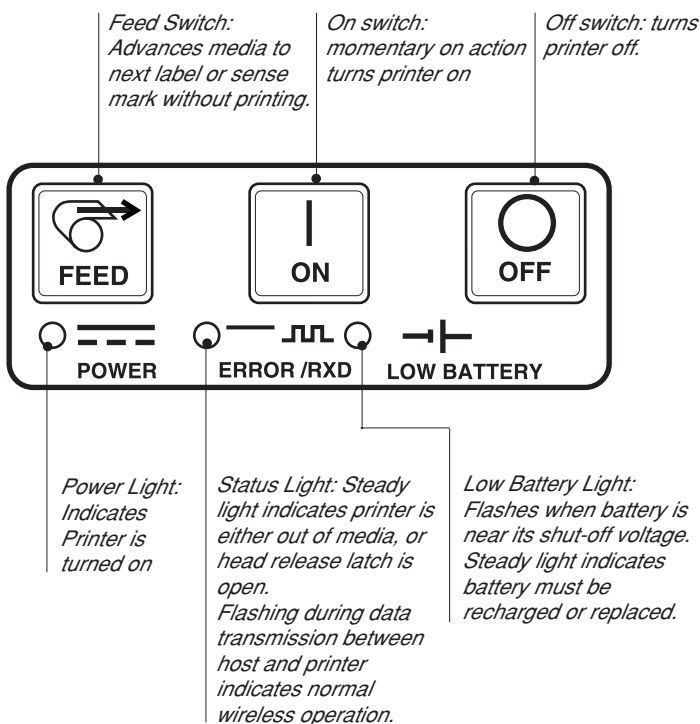 Feed Switch:
Advances media to
next label or sense
mark without printing.
On switch:
momentary on action
turns printer on
Off switch: turns
printer off.
FEED
ON
OFF
POWER
ERROR /RXD
LOW BATTERY
Power Light:
Indicates
Printer is
turned on
Status Light: Steady
light indicates printer is
either out of media, or
head release latch is
open.
Flashing during data
transmission between
host and printer
indicates normal
wireless operation.
Low Battery Light:
Flashes when battery is
near its shut-off voltage.
Steady light indicates
battery must be
recharged or replaced.